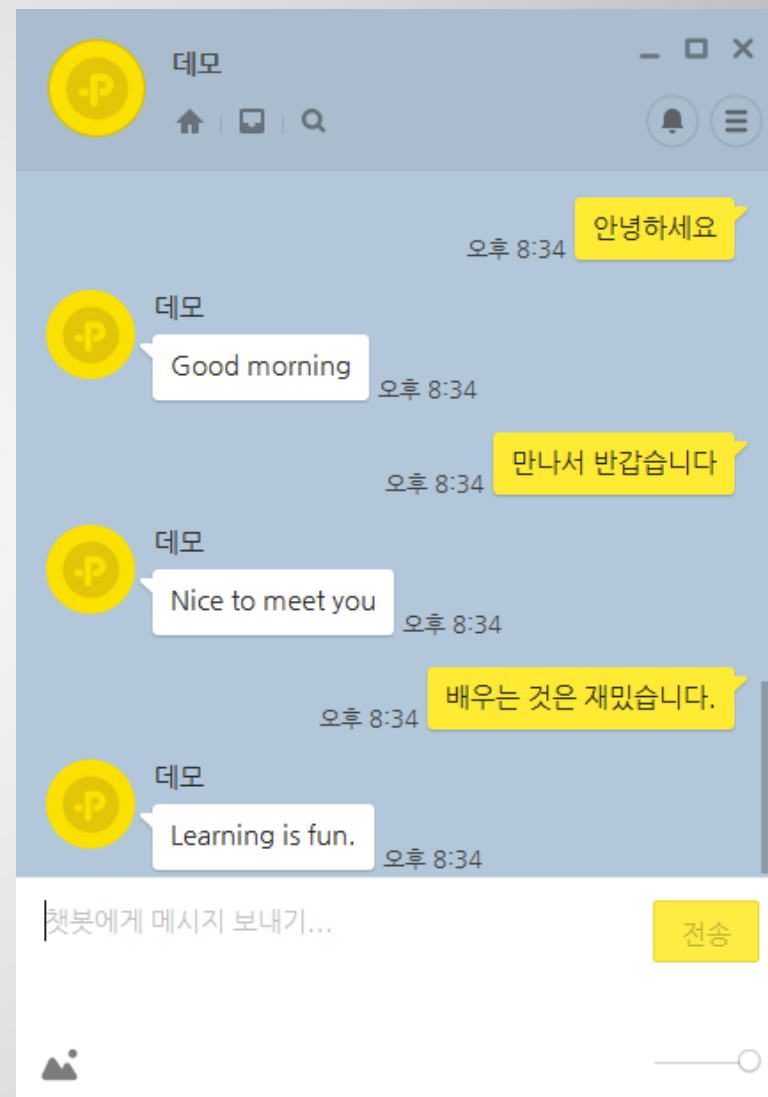 데모
안녕하세요
오후 8:34
데모
Good morning
오후 8:34
만나서 반갑습니다
오후 8:34
데모
Nice to meet you
오후 8:34
배우는 것은 재밌습니다.
오후 8:34
데모
Learning is fun.
오후 8:34
챗봇에게 메시지 보내기...
전송